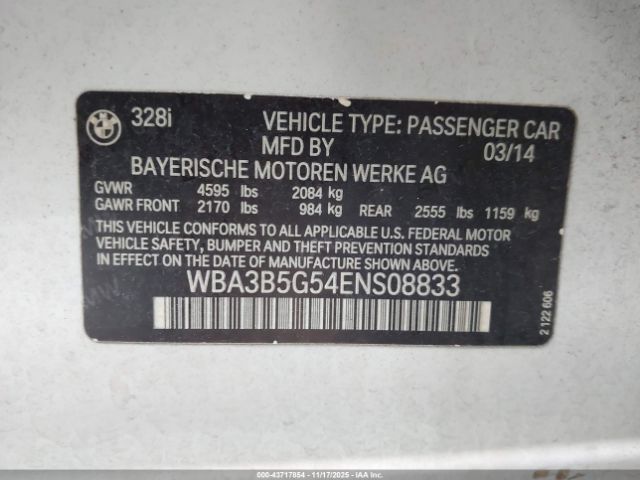 BMW 328i VEHICLE TYPE: PASSENGER CAR
MFD BY 03/14
BAYERISCHE MOTOREN WERKE AG
GVWR 4595 lbs 2084 kg
GAWR FRONT 2170 lbs 984 kg REAR 2555 lbs 1159 kg
THIS VEHICLE CONFORMS TO ALL APPLICABLE U.S. FEDERAL MOTOR
VEHICLE SAFETY, BUMPER AND THEFT PREVENTION STANDARDS
IN EFFECT ON THE DATE OF MANUFACTURE SHOWN ABOVE.
WBA3B5G54ENS08833
2 122 606
000-43717854 - 11/17/2025 - IAAI.COM